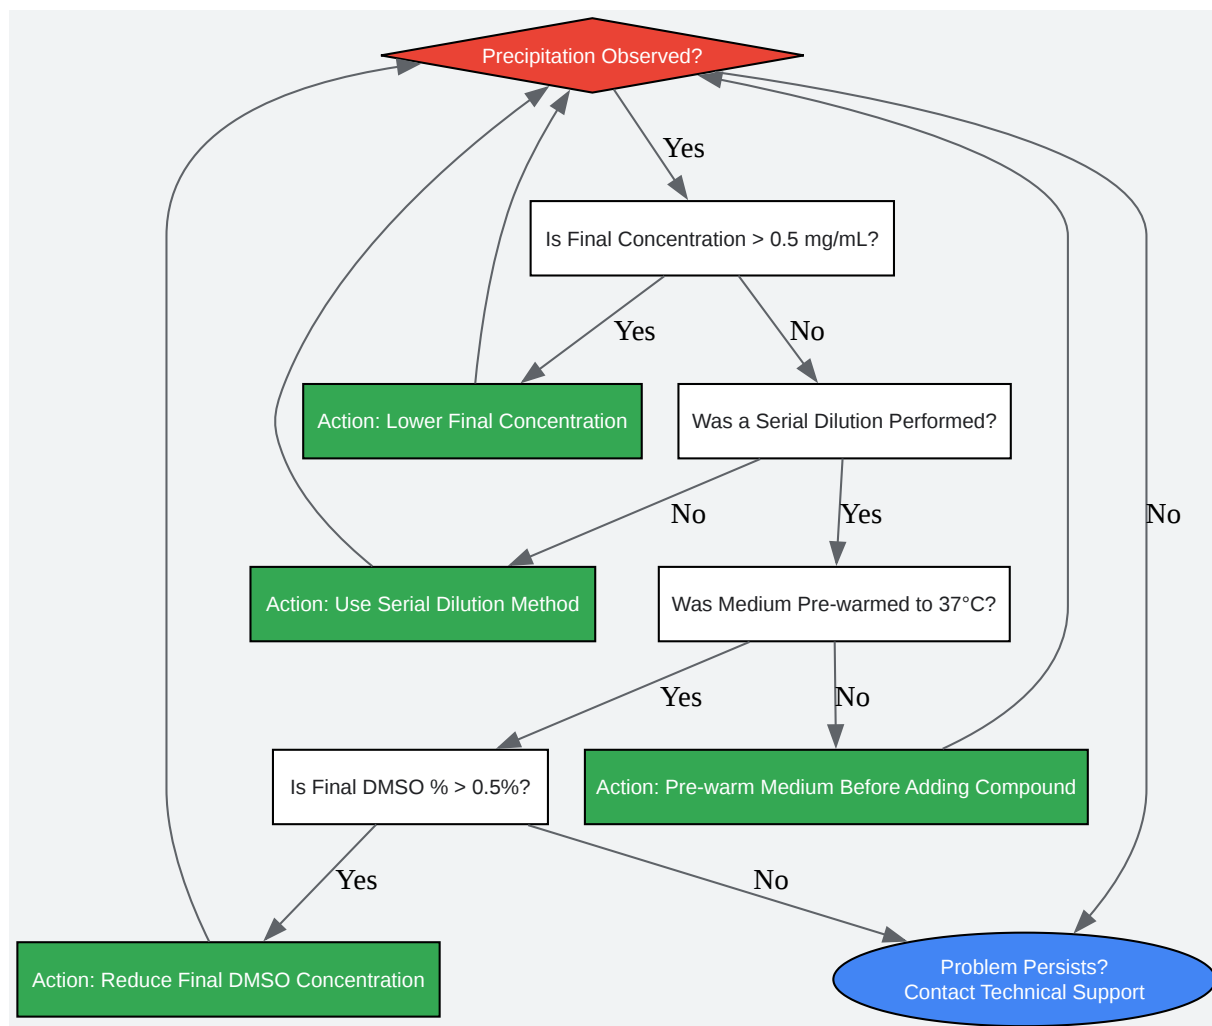 Precipitation Observed?
Yes
Is Final Concentration > 0.5 mg/mL?
Yes
No
Action: Lower Final Concentration
Was a Serial Dilution Performed?
No
Yes
No
Action: Use Serial Dilution Method
Was Medium Pre-warmed to 37°C?
Yes
No
Is Final DMSO % > 0.5%?
Action: Pre-warm Medium Before Adding Compound
Yes
No
Action: Reduce Final DMSO Concentration
Problem Persists?
Contact Technical Support